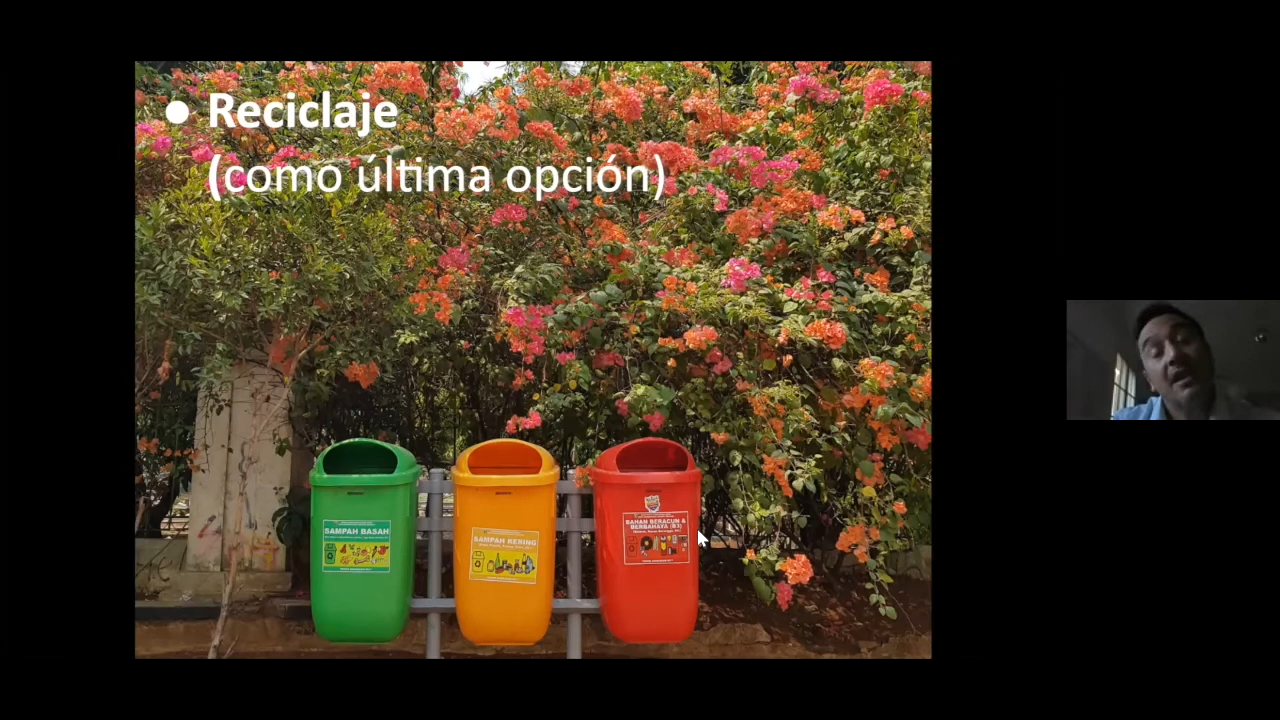 • Reciclaje
(como última opción)
SAMPAH BASAH
SAMPAH KERING
BAHAN BERACUN &
BERBAHAYA (B3)